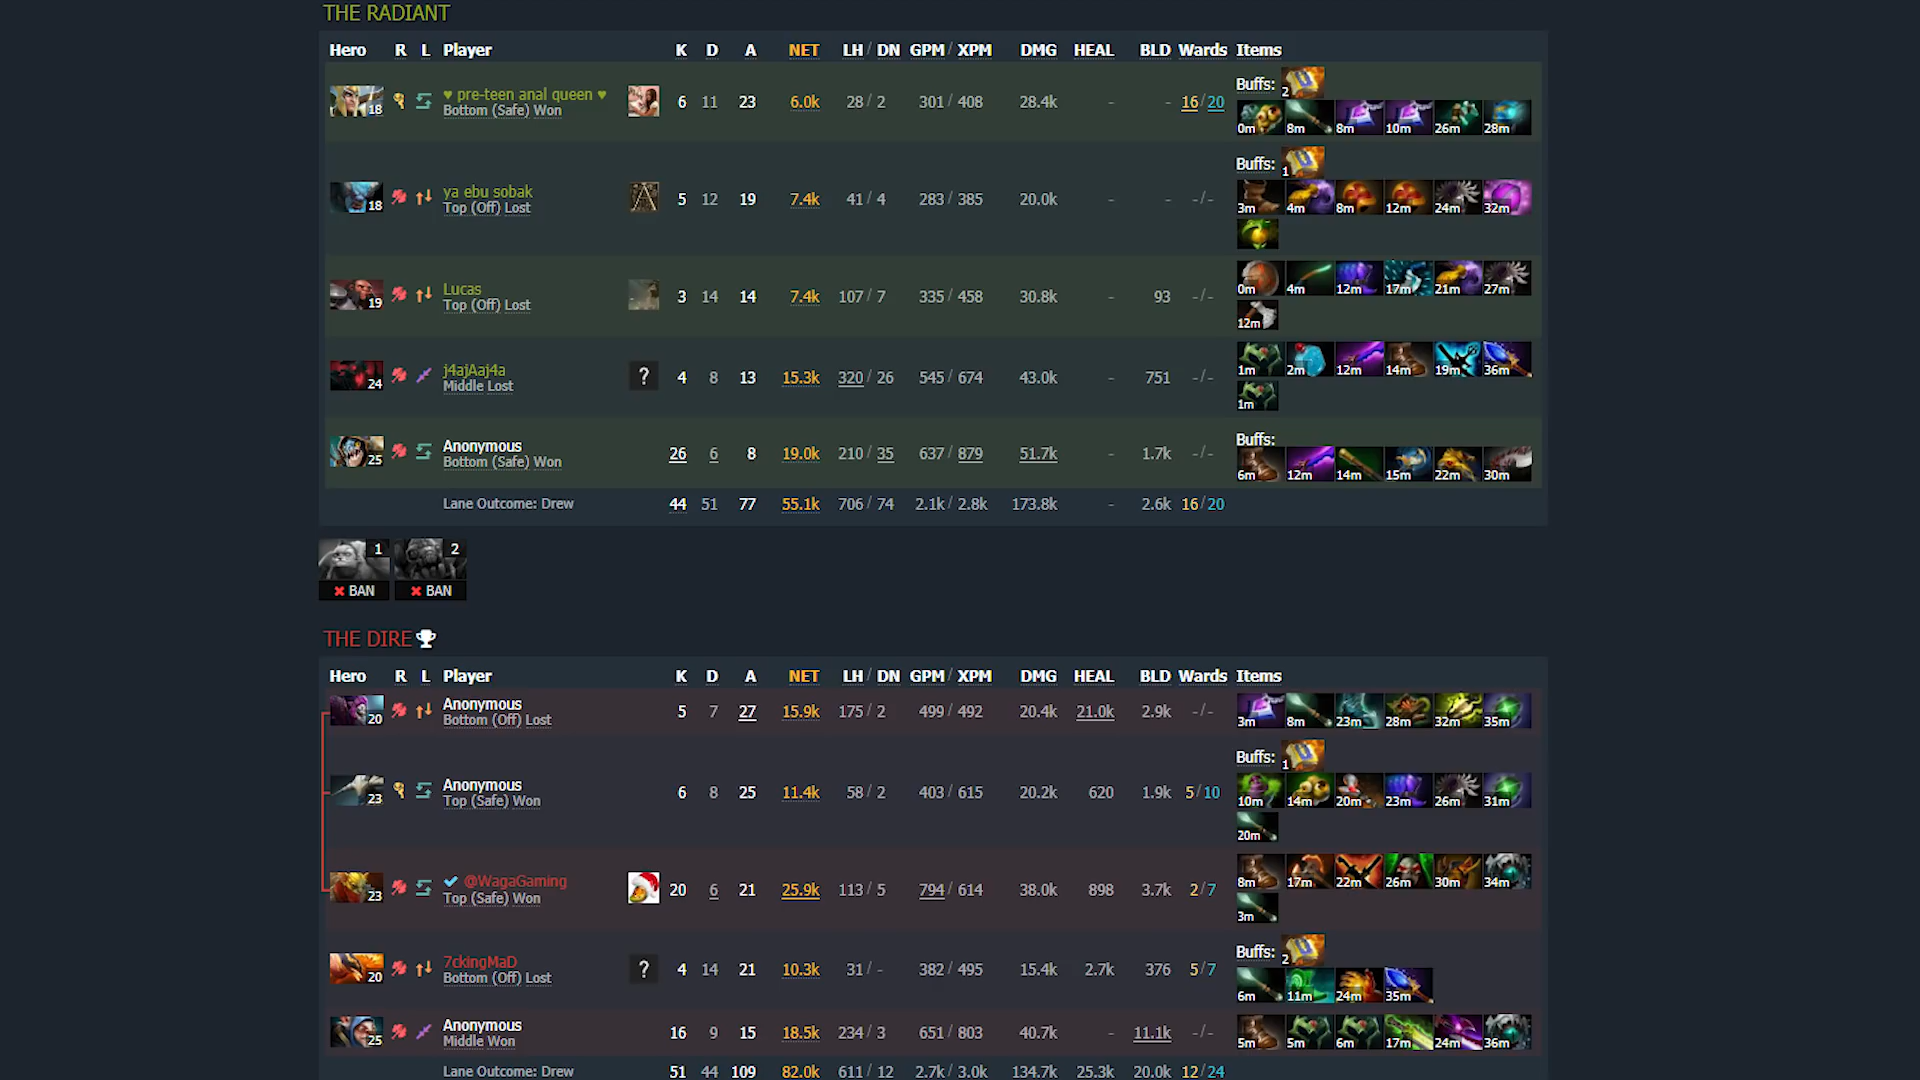 THE RADIANT
Hero R L Player K D A NET LH / DN GPM / XPM DMG HEAL BLD Wards Items
18 ♥ pre-teen anal queen ♥ 6 11 23 6.0k 28 / 2 301 / 408 28.4k - - 16/20 Buffs: 2
Bottom (Safe) Won 0m 8m 8m 10m 26m 28m
18 ya ebu sobak 5 12 19 7.4k 41 / 4 283 / 385 20.0k - - -/- Buffs: 1
Top (Off) Lost 3m 4m 8m 12m 24m 32m
19 Lucas 3 14 14 7.4k 107 / 7 335 / 458 30.8k - 93 -/- 0m 4m 12m 17m 21m 27m
Top (Off) Lost 12m
24 j4ajAaj4a ? 4 8 13 15.3k 320 / 26 545 / 674 43.0k - 751 -/- 1m 2m 12m 14m 19m 36m
Middle Lost 1m
25 Anonymous 26 6 8 19.0k 210 / 35 637 / 879 51.7k - 1.7k -/- Buffs:
Bottom (Safe) Won 6m 12m 14m 15m 22m 30m
Lane Outcome: Drew 44 51 77 55.1k 706 / 74 2.1k / 2.8k 173.8k - 2.6k 16/20
1 2
BAN BAN
THE DIRE
Hero R L Player K D A NET LH / DN GPM / XPM DMG HEAL BLD Wards Items
20 Anonymous 5 7 27 15.9k 175 / 2 499 / 492 20.4k 21.0k 2.9k -/- 3m 8m 23m 28m 32m 35m
Bottom (Off) Lost
23 Anonymous 6 8 25 11.4k 58 / 2 403 / 615 20.2k 620 1.9k 5/10 Buffs: 1
Top (Safe) Won 10m 14m 20m 23m 26m 31m
20m
23 @WagaGaming 20 6 21 25.9k 113 / 5 794 / 614 38.0k 898 3.7k 2/7 8m 17m 22m 26m 30m 34m
Top (Safe) Won 3m
20 7ckingMaD ? 4 14 21 10.3k 31 / - 382 / 495 15.4k 2.7k 376 5/7 Buffs: 2
Bottom (Off) Lost 6m 11m 24m 35m
25 Anonymous 16 9 15 18.5k 234 / 3 651 / 803 40.7k - 11.1k -/- 5m 5m 6m 17m 24m 36m
Middle Won
Lane Outcome: Drew 51 44 109 82.0k 611 / 12 2.7k / 3.0k 134.7k 25.3k 20.0k 12/24